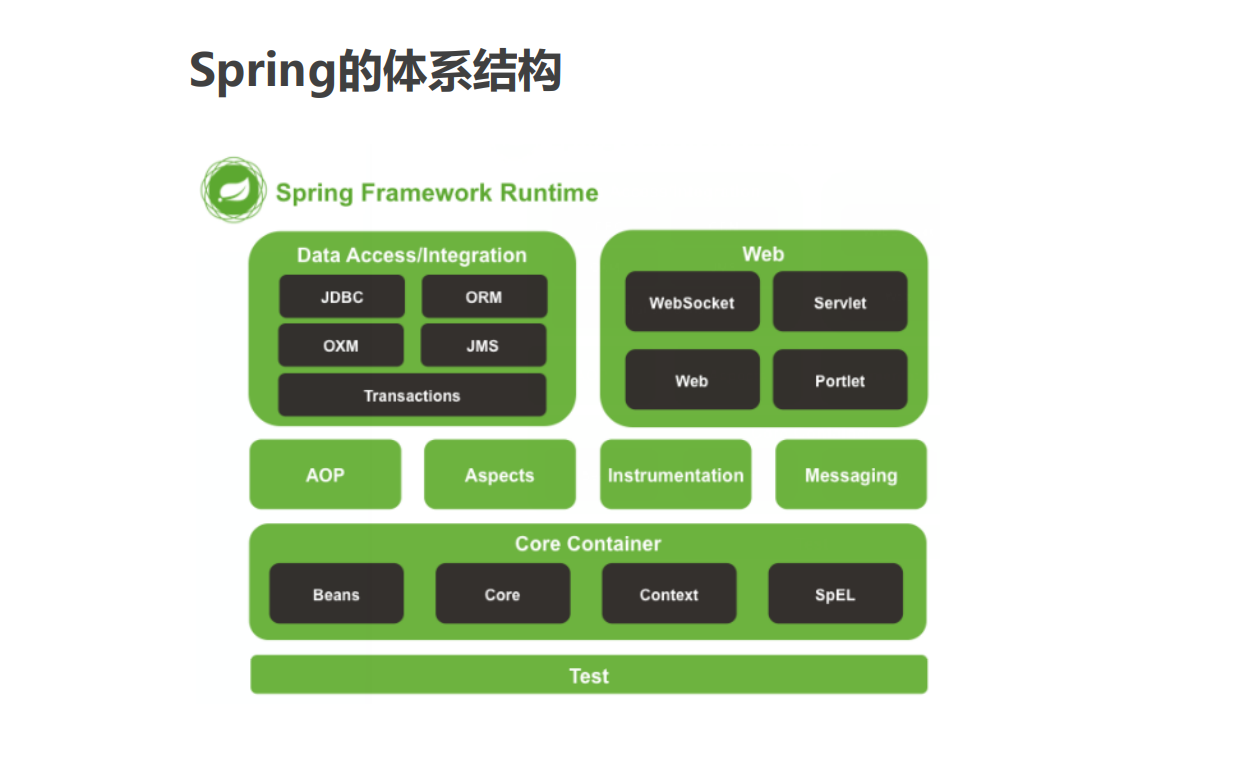 Spring的体系结构
Spring Framework Runtime
Data Access/Integration
JDBC
ORM
OXM
JMS
Transactions
Web
WebSocket
Servlet
Web
Portlet
AOP
Aspects
Instrumentation
Messaging
Core Container
Beans
Core
Context
SpEL
Test